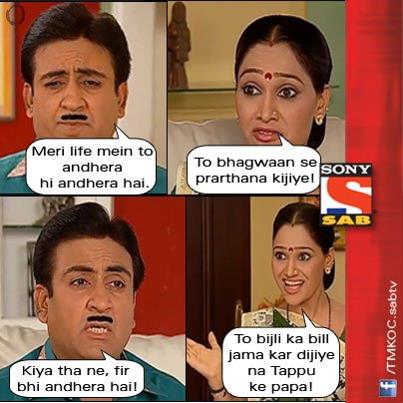 Meri life mein to
andhera
hi andhera hai.
To bhagwaan se
prarthana kijiye!
SONY
S
SAB
Kiya tha ne, fir
bhi andhera hai!
To bijli ka bill
jama kar dijiye
na Tappu
ke papa!
f /TMKOC.sabtv